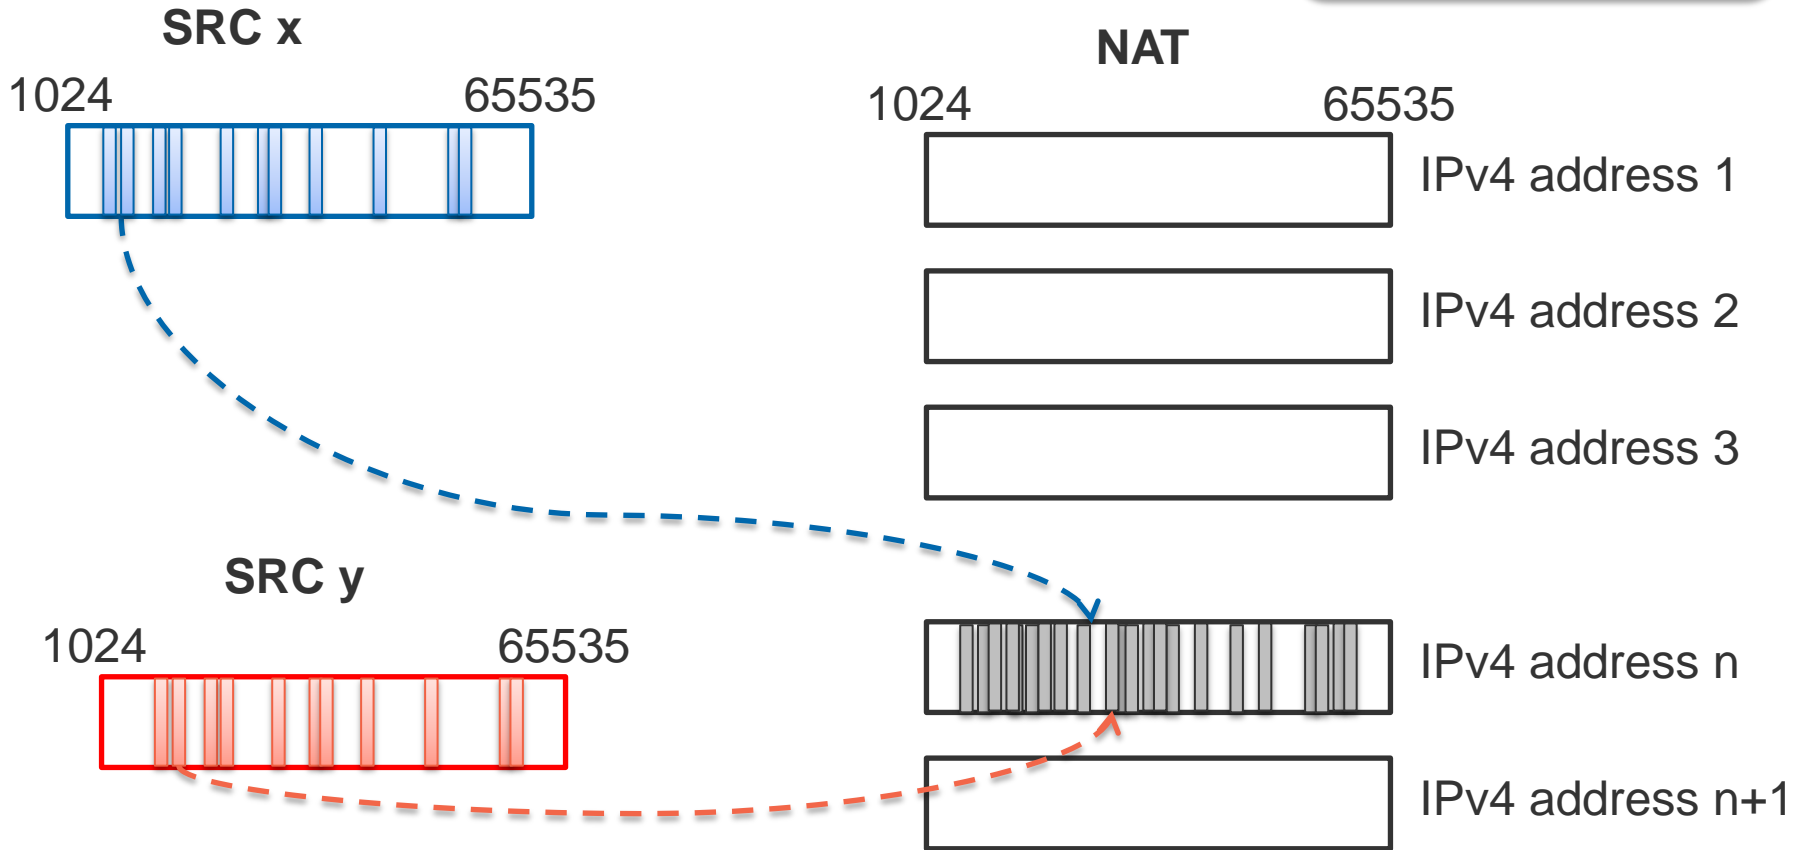 SRC x
1024 65535
NAT
1024 65535
IPv4 address 1
IPv4 address 2
IPv4 address 3
SRC y
1024 65535
IPv4 address n
IPv4 address n+1